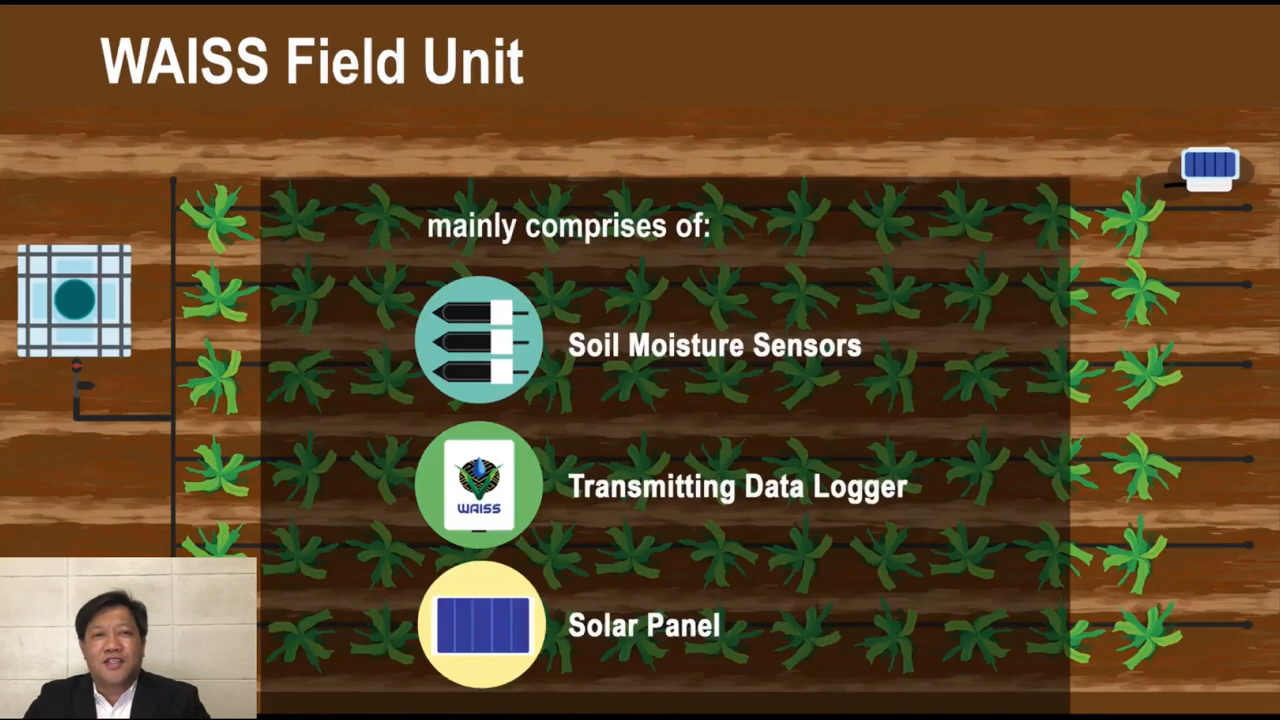 WAISS Field Unit
mainly comprises of:
Soil Moisture Sensors
WAISS
Transmitting Data Logger
Solar Panel